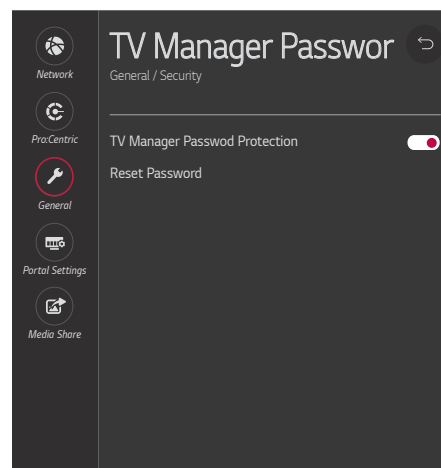 TV Manager Passwor
General / Security
Network
Pro:Centric
TV Manager Passwod Protection
Reset Password
General
Portal Settings
Media Share